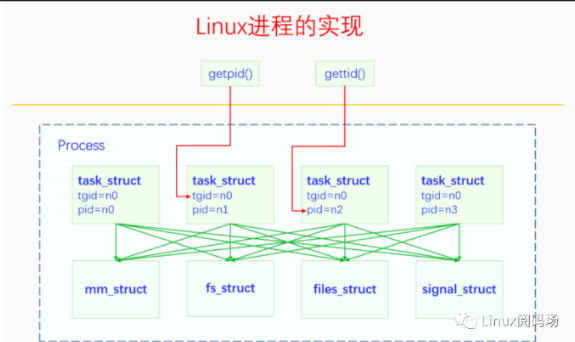 Linux进程的实现
getpid()
gettid()
Process
task_struct
tgid=n0
pid=n0
task_struct
tgid=n0
pid=n1
task_struct
tgid=n0
pid=n2
task_struct
tgid=n0
pid=n3
mm_struct
fs_struct
files_struct
signal_struct
Linux阅码场